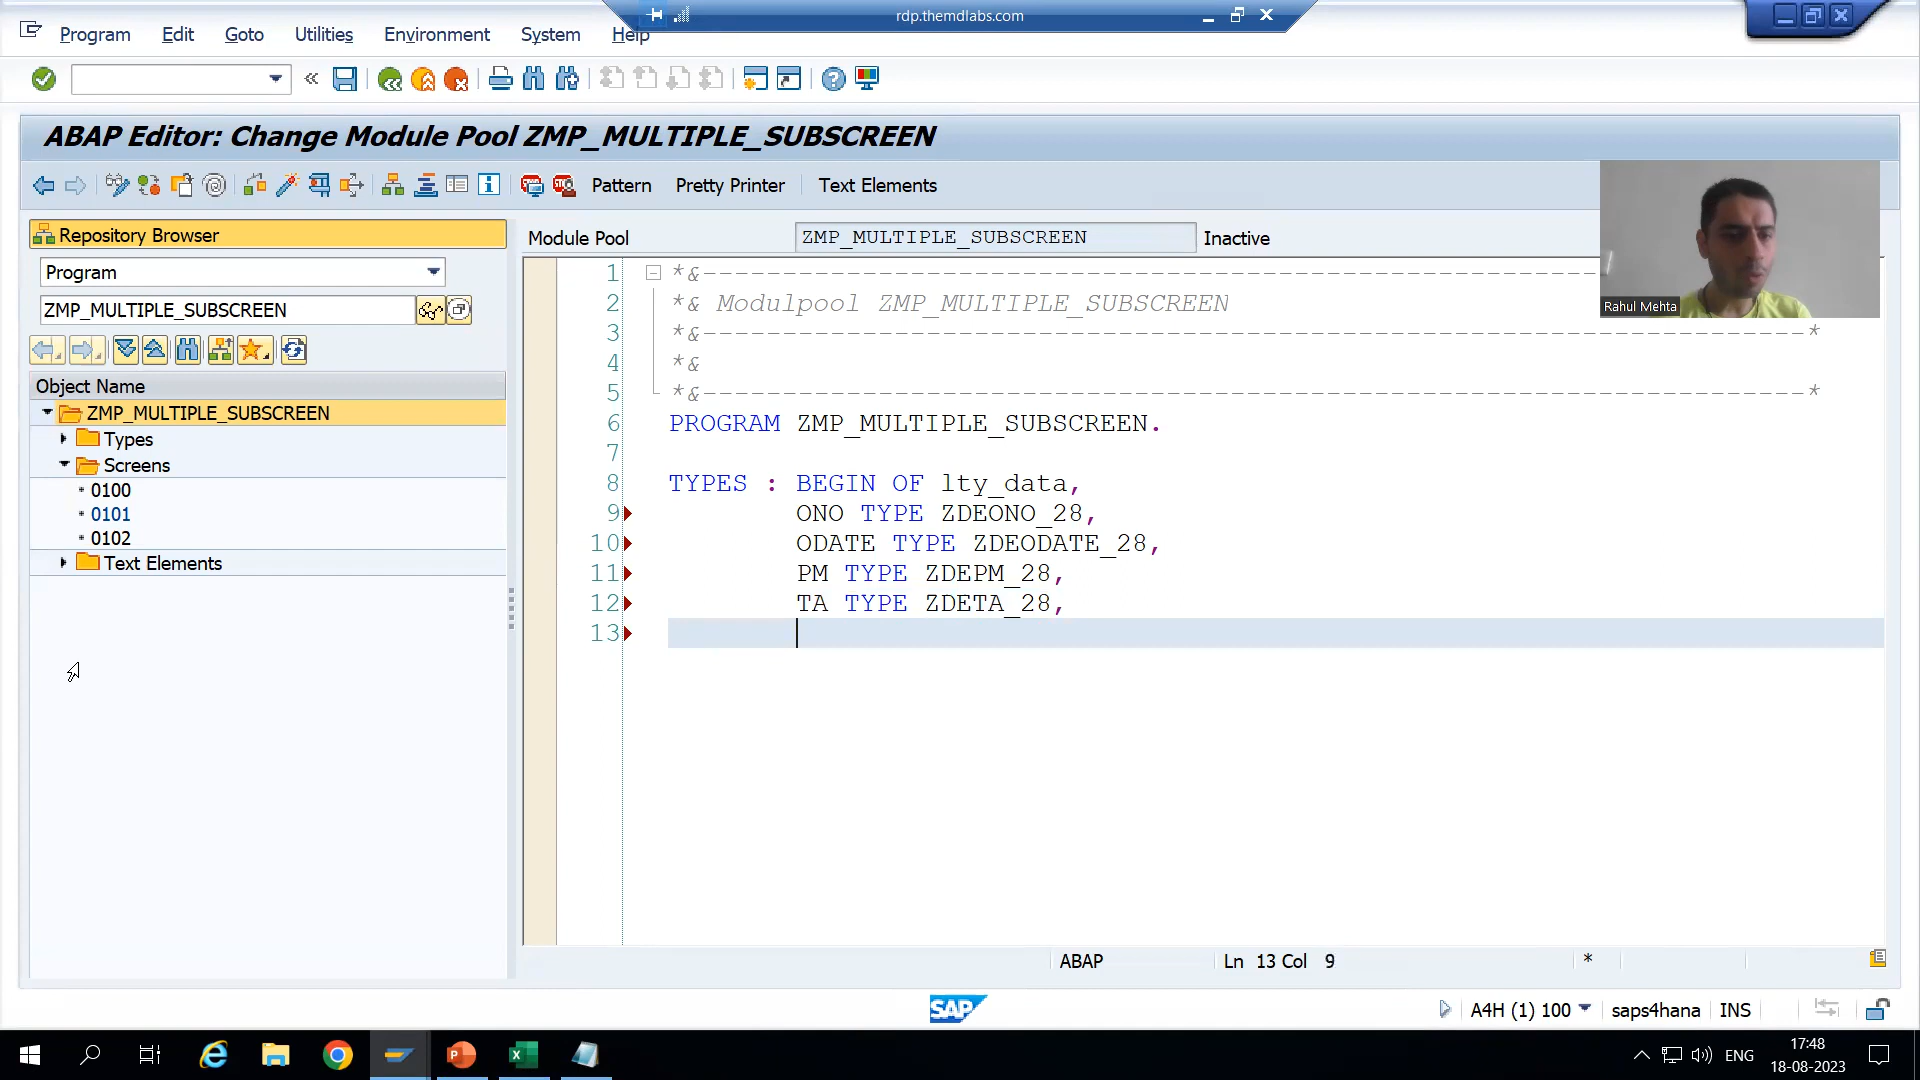 rdp.themdlabs.com
Program Edit Goto Utilities Environment System Help
ABAP Editor: Change Module Pool ZMP_MULTIPLE_SUBSCREEN
Pattern Pretty Printer Text Elements
Repository Browser
Program
ZMP_MULTIPLE_SUBSCREEN
Object Name
ZMP_MULTIPLE_SUBSCREEN
Types
Screens
0100
0101
0102
Text Elements
Module Pool ZMP_MULTIPLE_SUBSCREEN Inactive
1 *&---------------------------------------------------------------------
2 *& Modulpool ZMP_MULTIPLE_SUBSCREEN
3 *&---------------------------------------------------------------------*
4 *&
5 *&---------------------------------------------------------------------*
6 PROGRAM ZMP_MULTIPLE_SUBSCREEN.
7
8 TYPES : BEGIN OF lty_data,
9 ONO TYPE ZDEONO_28,
10 ODATE TYPE ZDEODATE_28,
11 PM TYPE ZDEPM_28,
12 TA TYPE ZDETA_28,
13
Rahul Mehta
ABAP Ln 13 Col 9 *
SAP
A4H (1) 100 saps4hana INS
ENG
17:48
18-08-2023